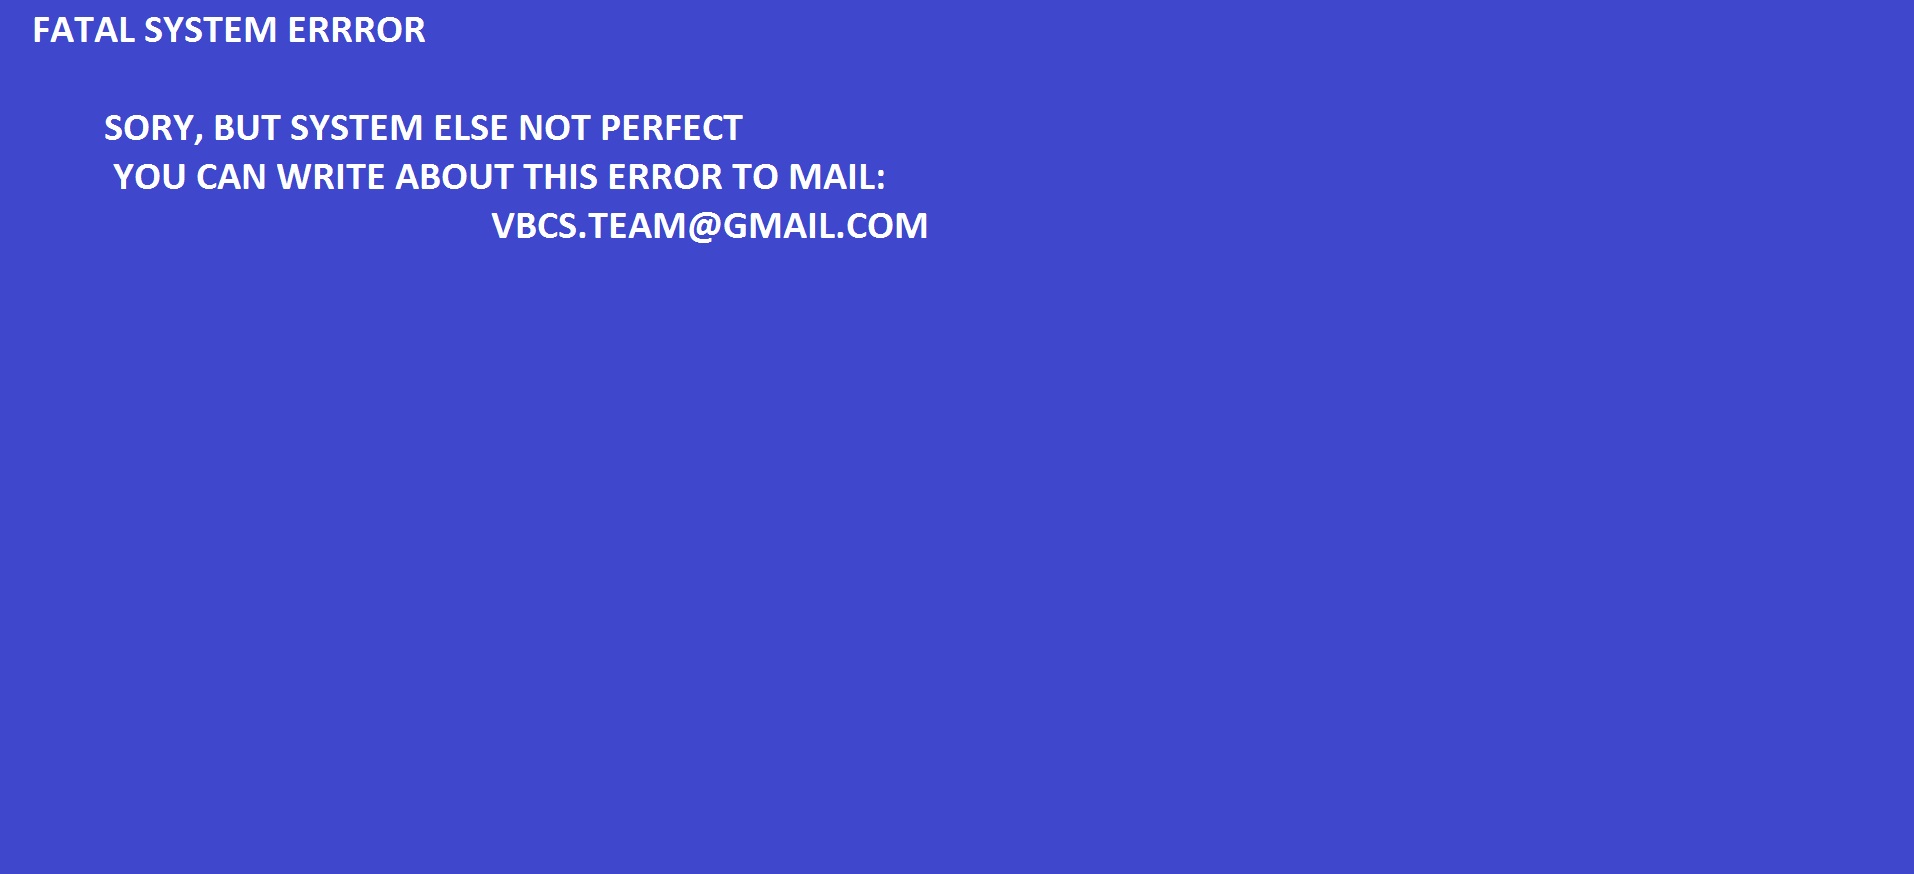 FATAL SYSTEM ERRROR
SORY, BUT SYSTEM ELSE NOT PERFECT
YOU CAN WRITE ABOUT THIS ERROR TO MAIL:
VBCS.TEAM@GMAIL.COM